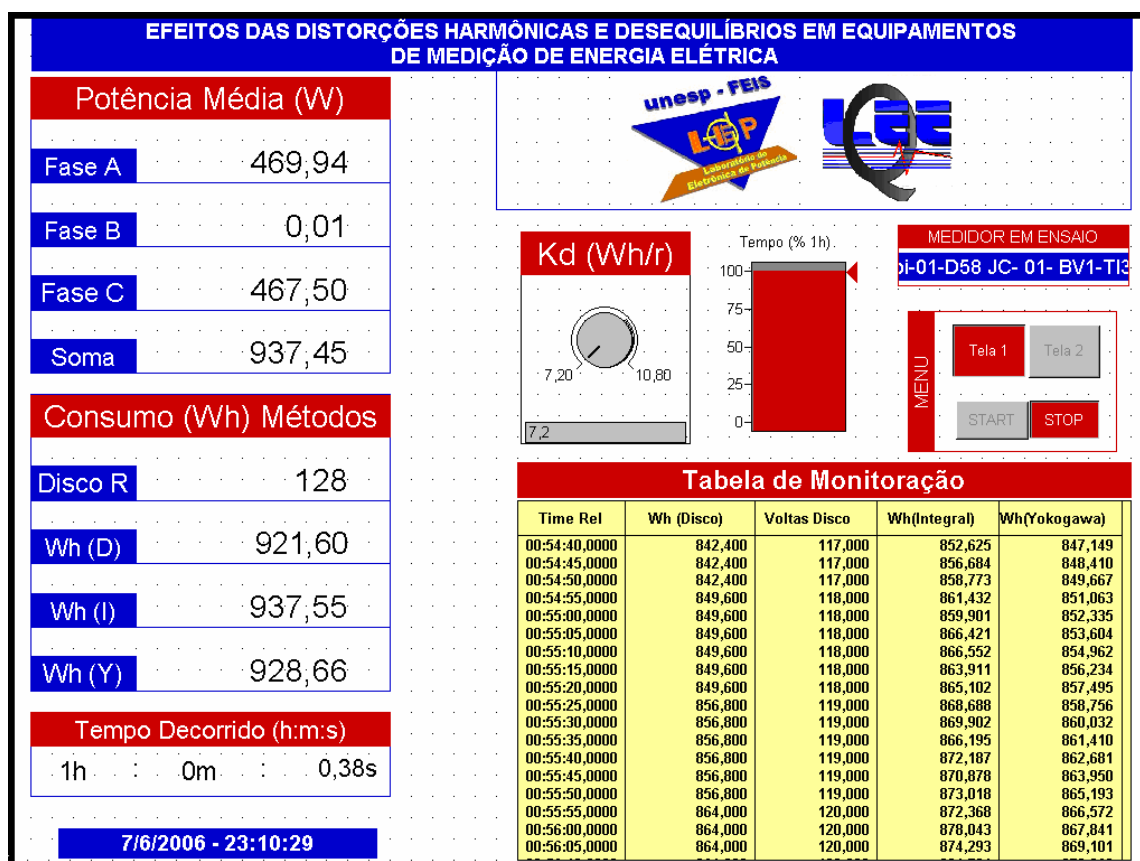 EFEITOS DAS DISTORÇÕES HARMÔNICAS E DESEQUILÍBRIOS EM EQUIPAMENTOS
DE MEDIÇÃO DE ENERGIA ELÉTRICA
Potência Média (W)
Fase A 469,94
Fase B 0,01
Fase C 467,50
Soma 937,45
Consumo (Wh) Métodos
Disco R 128
Wh (D) 921,60
Wh (I) 937,55
Wh (Y) 928,66
Tempo Decorrido (h:m:s)
1h : 0m : 0,38s
7/6/2006 - 23:10:29
unesp - FEIS
LEP
Laboratório de
Eletrônica de Potência
LQEE
Kd (Wh/r)
7,20 10,80
7,2
Tempo (% 1h)
100
75
50
25
0
MEDIDOR EM ENSAIO
pi-01-D58 JC- 01- BV1-TI3
MENU
Tela 1 Tela 2
START STOP
Tabela de Monitoração
Time Rel Wh (Disco) Voltas Disco Wh(Integral) Wh(Yokogawa)
00:54:40,0000 842,400 117,000 852,625 847,149
00:54:45,0000 842,400 117,000 856,684 848,410
00:54:50,0000 842,400 117,000 858,773 849,667
00:54:55,0000 849,600 118,000 861,432 851,063
00:55:00,0000 849,600 118,000 859,901 852,335
00:55:05,0000 849,600 118,000 866,421 853,604
00:55:10,0000 849,600 118,000 866,552 854,962
00:55:15,0000 849,600 118,000 863,911 856,234
00:55:20,0000 849,600 118,000 865,102 857,495
00:55:25,0000 856,800 119,000 868,688 858,756
00:55:30,0000 856,800 119,000 869,902 860,032
00:55:35,0000 856,800 119,000 866,195 861,410
00:55:40,0000 856,800 119,000 872,187 862,681
00:55:45,0000 856,800 119,000 870,878 863,950
00:55:50,0000 856,800 119,000 873,018 865,193
00:55:55,0000 864,000 120,000 872,368 866,572
00:56:00,0000 864,000 120,000 878,043 867,841
00:56:05,0000 864,000 120,000 874,293 869,101